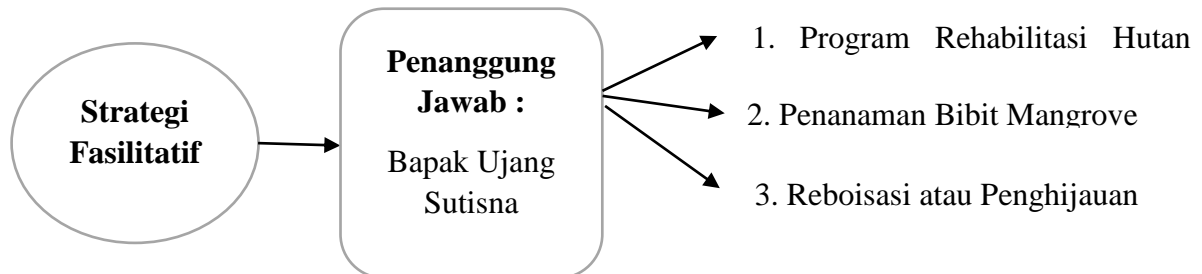 Strategi
Fasilitatif
Penanggung
Jawab :
Bapak Ujang
Sutisna
1. Program Rehabilitasi Hutan
2. Penanaman Bibit Mangrove
3. Reboisasi atau Penghijauan